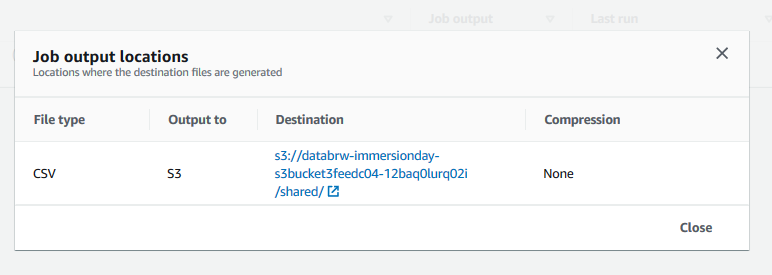 Job output Last run
Job output locations
Locations where the destination files are generated
File type Output to Destination Compression
s3://databrw-immersionday-
CSV S3 s3bucket3feedc04-12baq0lurq02i None
/shared/
Close